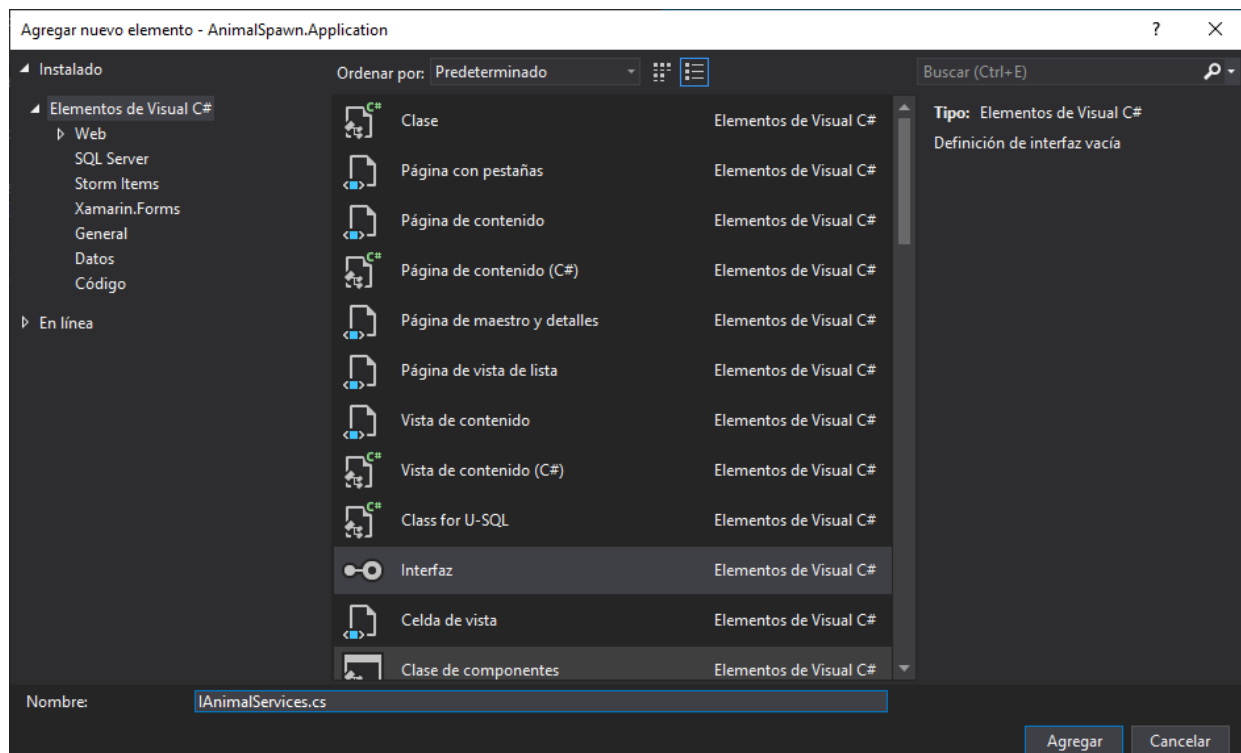 Agregar nuevo elemento - AnimalSpawn.Application
?
Instalado
Ordenar por: Predeterminado
Buscar (Ctrl+E)
Elementos de Visual C#
Web
SQL Server
Storm Items
Xamarin.Forms
General
Datos
Código
En línea
Clase Elementos de Visual C#
Página con pestañas Elementos de Visual C#
Página de contenido Elementos de Visual C#
Página de contenido (C#) Elementos de Visual C#
Página de maestro y detalles Elementos de Visual C#
Página de vista de lista Elementos de Visual C#
Vista de contenido Elementos de Visual C#
Vista de contenido (C#) Elementos de Visual C#
Class for U-SQL Elementos de Visual C#
Interfaz Elementos de Visual C#
Celda de vista Elementos de Visual C#
Clase de componentes Elementos de Visual C#
Tipo: Elementos de Visual C#
Definición de interfaz vacía
Nombre: IAnimalServices.cs
Agregar Cancelar